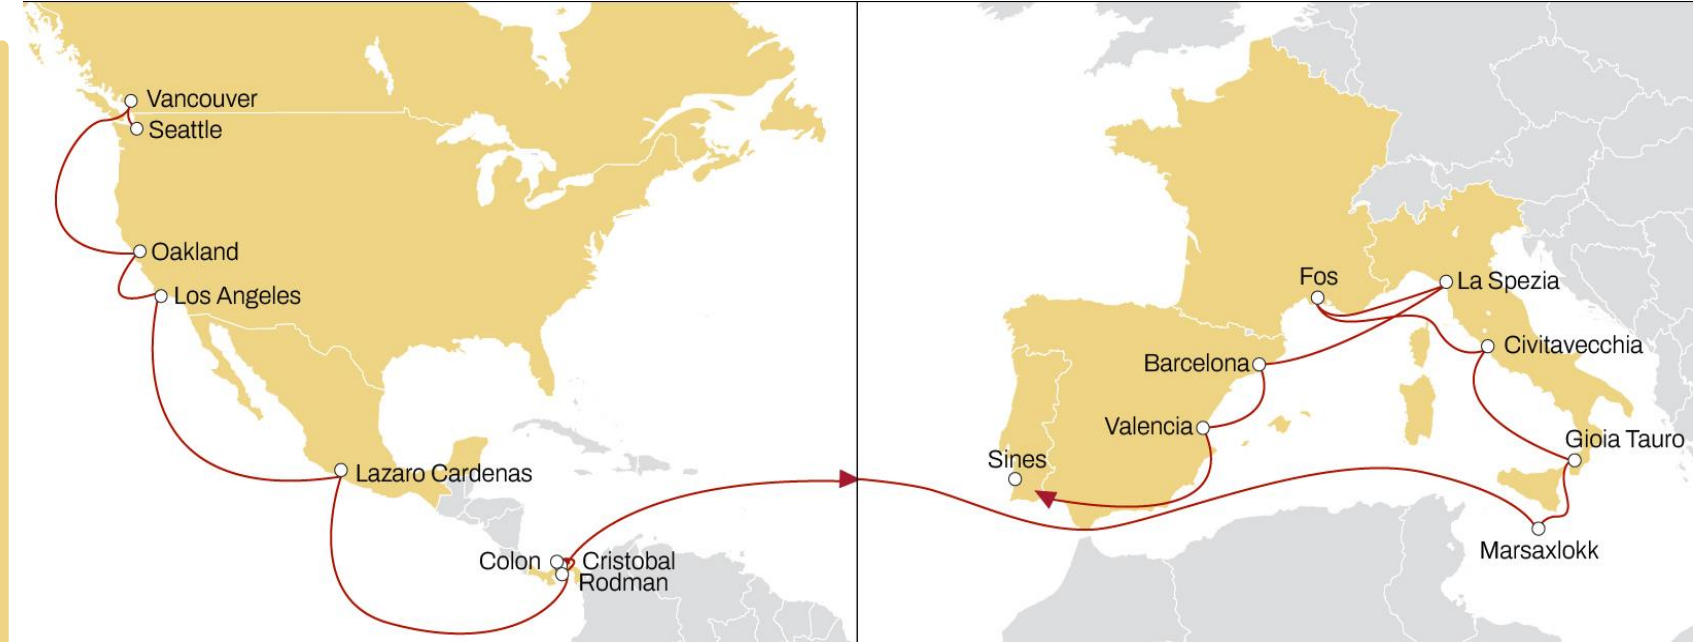 Vancouver
Seattle
Oakland
Los Angeles
Lazaro Cardenas
Colon
Cristobal
Rodman
Fos
La Spezia
Civitavecchia
Barcelona
Valencia
Gioia Tauro
Sines
Marsaxlokk